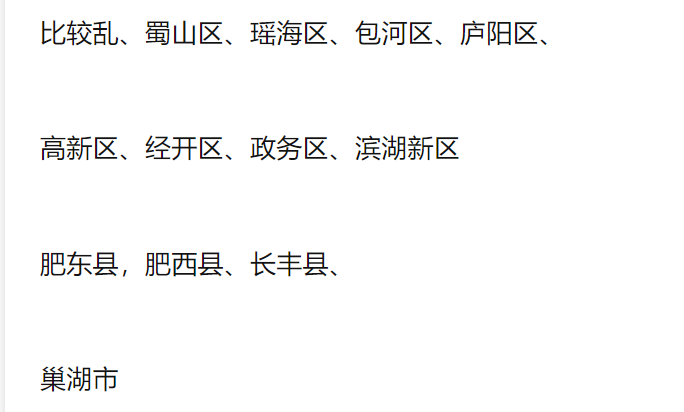 比较乱、蜀山区、瑶海区、包河区、庐阳区、
高新区、经开区、政务区、滨湖新区
肥东县，肥西县、长丰县、
巢湖市